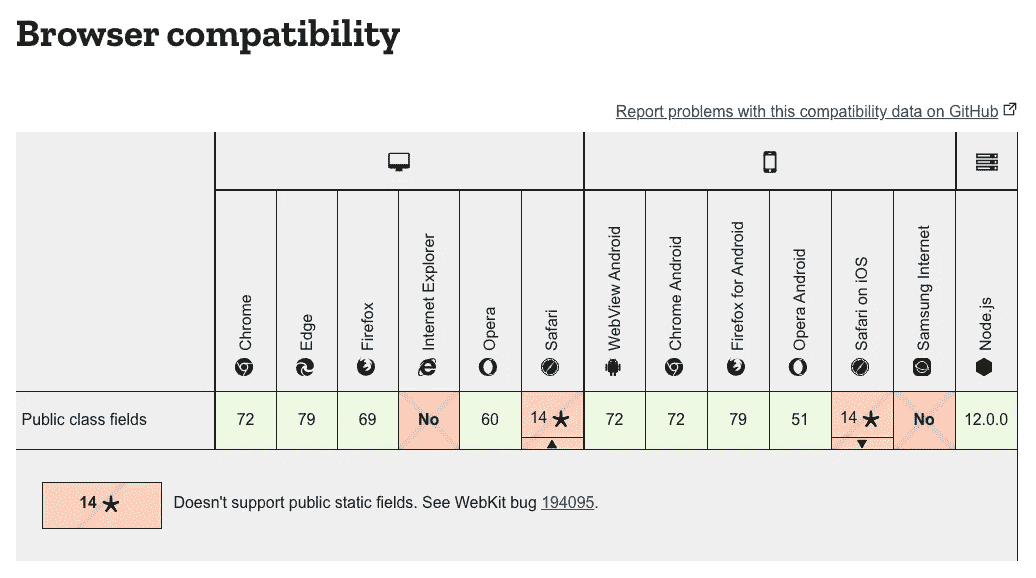 Browser compatibility
Report problems with this compatibility data on GitHub
Chrome
Edge
Firefox
Internet Explorer
Opera
Safari
WebView Android
Chrome Android
Firefox for Android
Opera Android
Safari on iOS
Samsung Internet
Node.js
Public class fields 72 79 69 No 60 14 ★ 72 72 79 51 14 ★ No 12.0.0
14 ★ Doesn't support public static fields. See WebKit bug 194095.